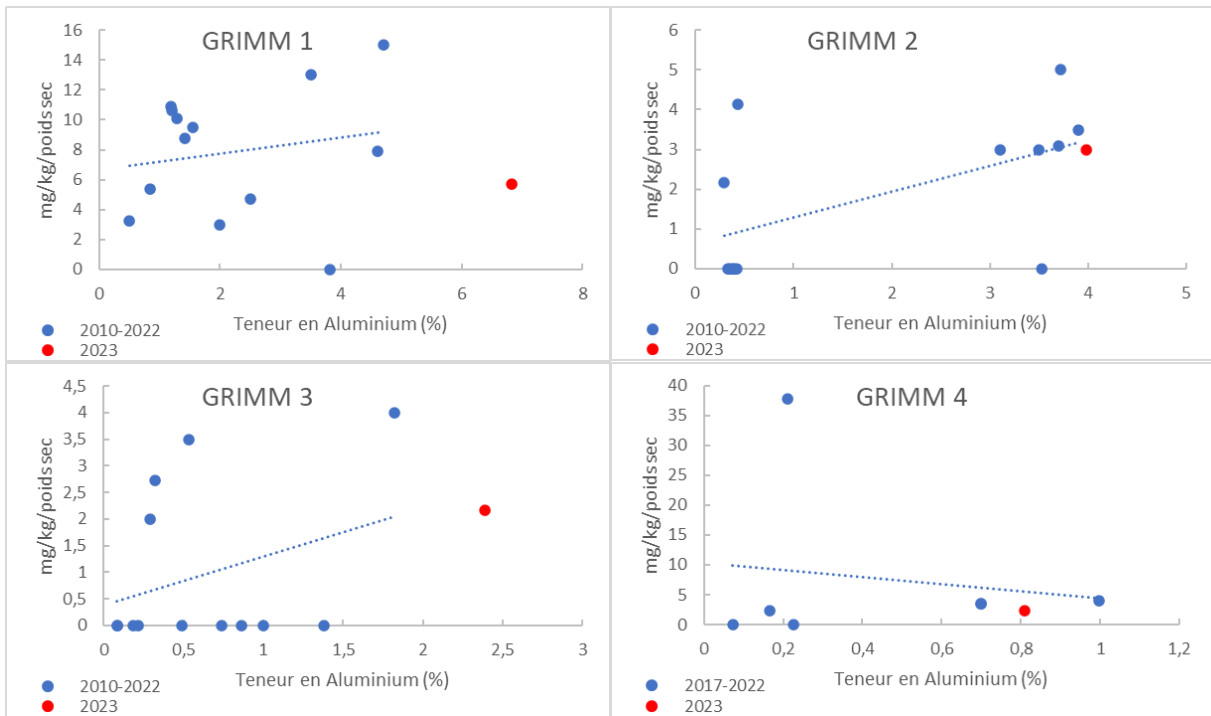 GRIMM 1
mg/kg/poids sec
16
14
12
10
8
6
4
2
0
0 2 4 6 8
Teneur en Aluminium (%)
2010-2022
2023
GRIMM 2
mg/kg/poids sec
6
5
4
3
2
1
0
0 1 2 3 4 5
Teneur en Aluminium (%)
2010-2022
2023
GRIMM 3
mg/kg/poids sec
4,5
4
3,5
3
2,5
2
1,5
1
0,5
0
0 0,5 1 1,5 2 2,5 3
Teneur en Aluminium (%)
2010-2022
2023
GRIMM 4
mg/kg/poids sec
40
35
30
25
20
15
10
5
0
0 0,2 0,4 0,6 0,8 1 1,2
Teneur en Aluminium (%)
2017-2022
2023